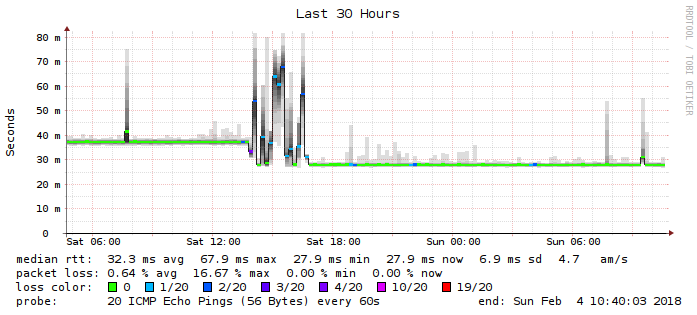 Last 30 Hours
RRDTOOL / TOBI OETIKER
Seconds
80 m
70 m
60 m
50 m
40 m
30 m
20 m
10 m
0
Sat 06:00 Sat 12:00 Sat 18:00 Sun 00:00 Sun 06:00
median rtt: 32.3 ms avg 67.9 ms max 27.9 ms min 27.9 ms now 6.9 ms sd 4.7 am/s
packet loss: 0.64 % avg 16.67 % max 0.00 % min 0.00 % now
loss color: 0 1/20 2/20 3/20 4/20 10/20 19/20
probe: 20 ICMP Echo Pings (56 Bytes) every 60s end: Sun Feb 4 10:40:03 2018